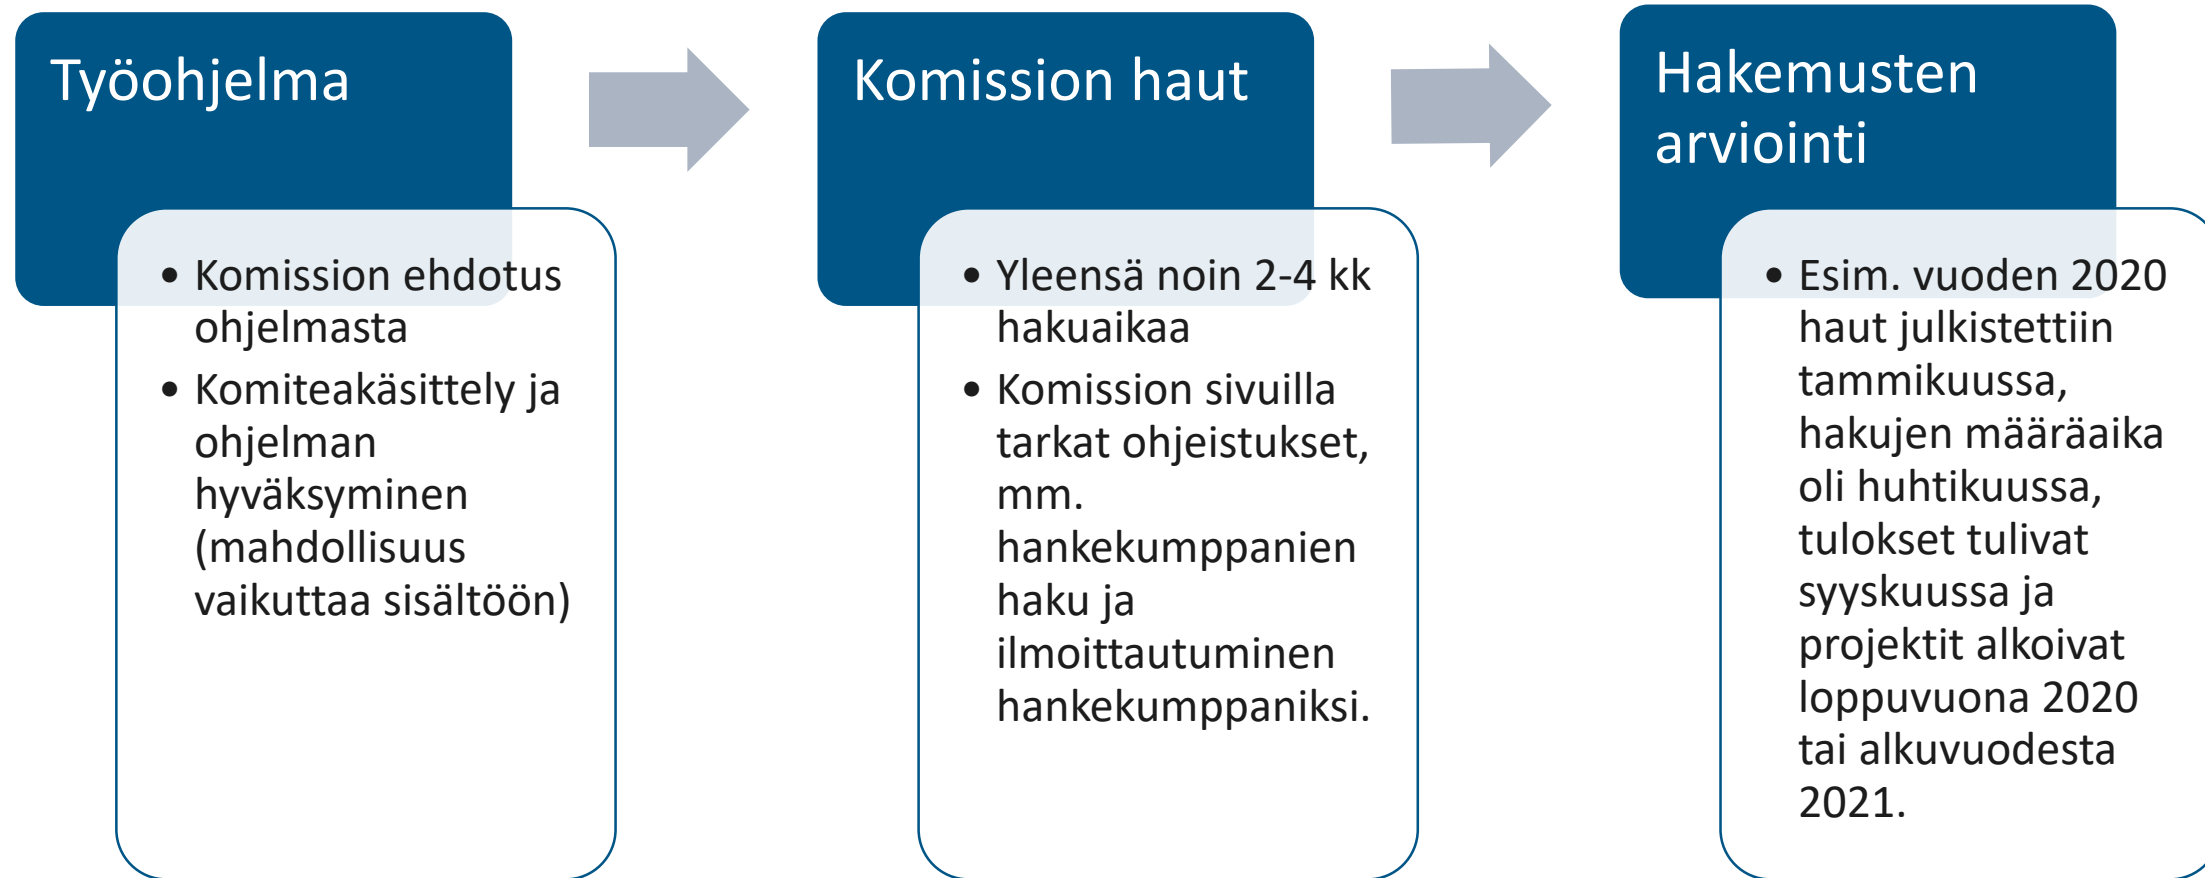 Työohjelma
• Komission ehdotus
ohjelmasta
• Komiteakäsittely ja
ohjelman
hyväksyminen
(mahdollisuus
vaikuttaa sisältöön)
Komission haut
• Yleensä noin 2-4 kk
hakuaikaa
• Komission sivuilla
tarkat ohjeistukset,
mm.
hankekumppanien
haku ja
ilmoittautuminen
hankekumppaniksi.
Hakemusten
arviointi
• Esim. vuoden 2020
haut julkistettiin
tammikuussa,
hakujen määräaika
oli huhtikuussa,
tulokset tulivat
syyskuussa ja
projektit alkoivat
loppuvuona 2020
tai alkuvuodesta
2021.